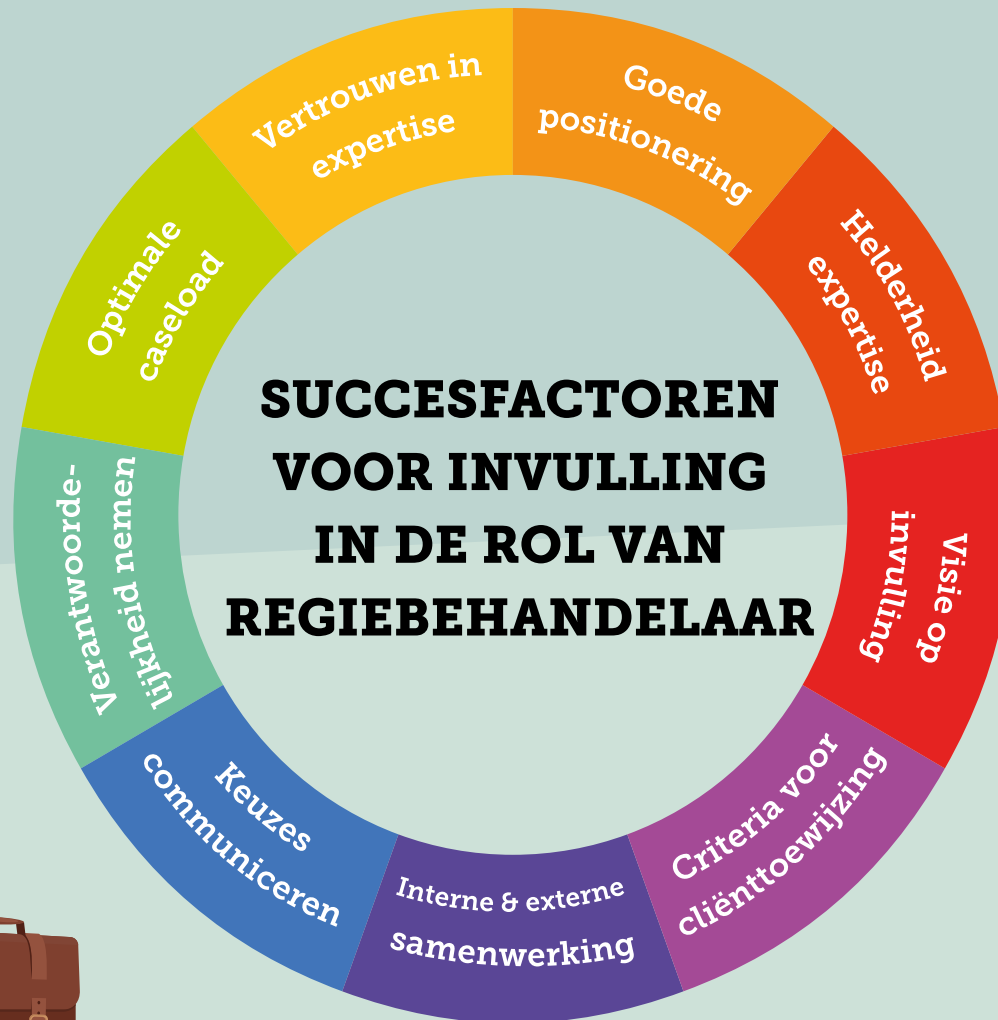 Goede
positionering
Helderheid
expertise
Visie op
invulling
Criteria voor
cliënttoewijzing
Interne & externe
samenwerking
Keuzes
communiceren
Verantwoorde-
lijkheid nemen
Optimale
caseload
Vertrouwen in
expertise
SUCCESFACTOREN
VOOR INVULLING
IN DE ROL VAN
REGIEBEHANDELAAR